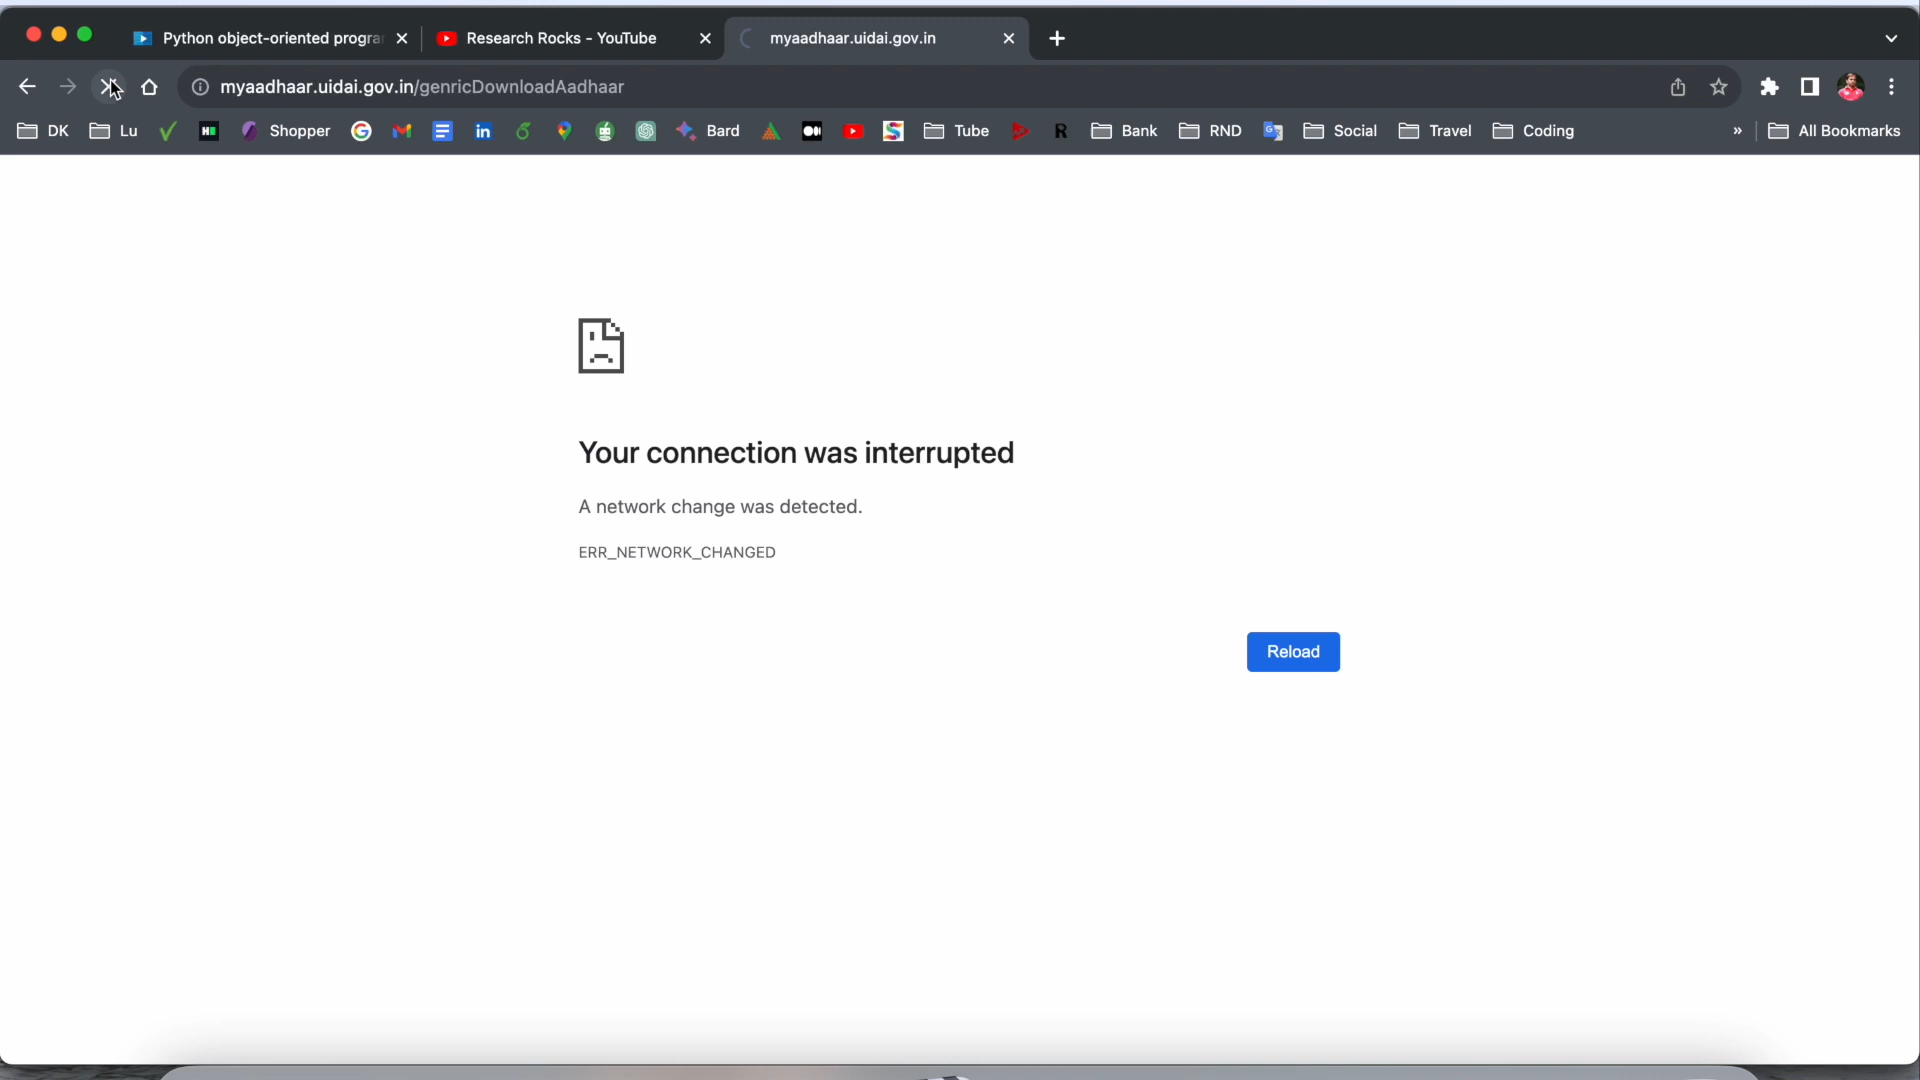 Python object-oriented progra
Research Rocks - YouTube
myaadhaar.uidai.gov.in
myaadhaar.uidai.gov.in/genricDownloadAadhaar
DK
Lu
Shopper
Bard
Tube
R
Bank
RND
Social
Travel
Coding
»
All Bookmarks
Your connection was interrupted
A network change was detected.
ERR_NETWORK_CHANGED
Reload